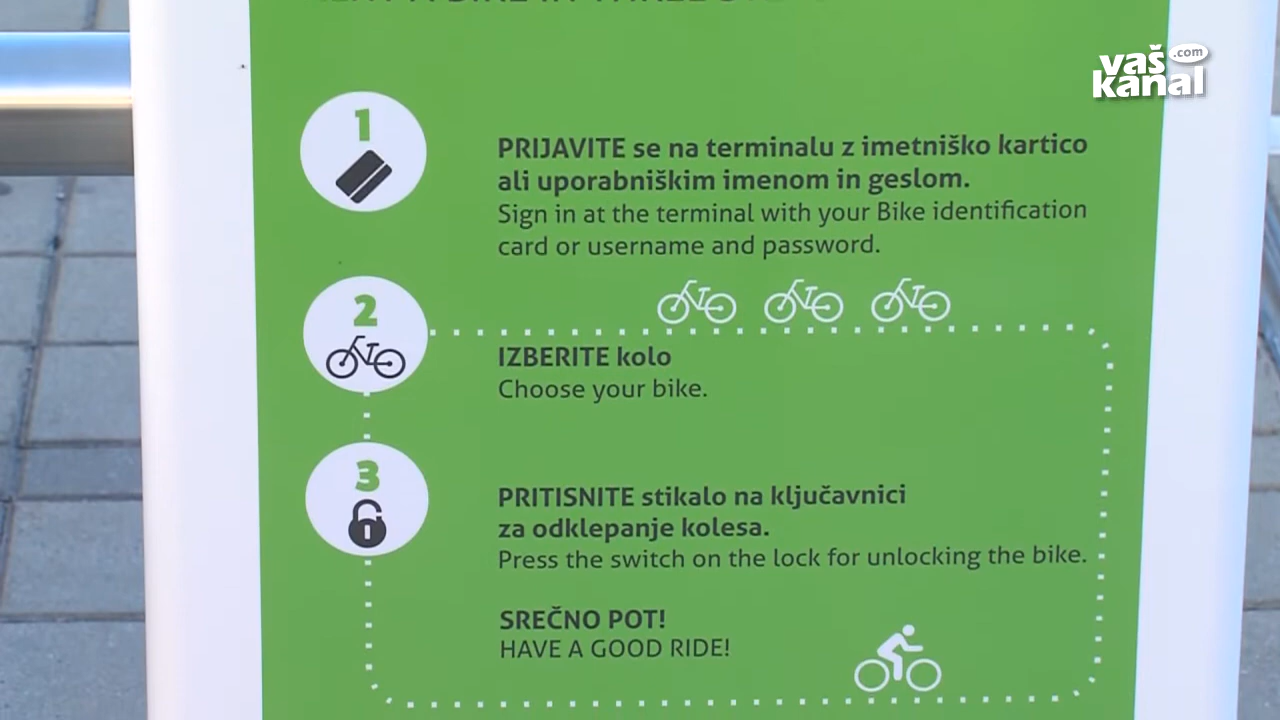 vaš
.com
kanal
1
PRIJAVITE se na terminalu z imetniško kartico
ali uporabniškim imenom in geslom.
Sign in at the terminal with your Bike identification
card or username and password.
2
IZBERITE kolo
Choose your bike.
3
PRITISNITE stikalo na ključavnici
za odklepanje kolesa.
Press the switch on the lock for unlocking the bike.
SREČNO POT!
HAVE A GOOD RIDE!